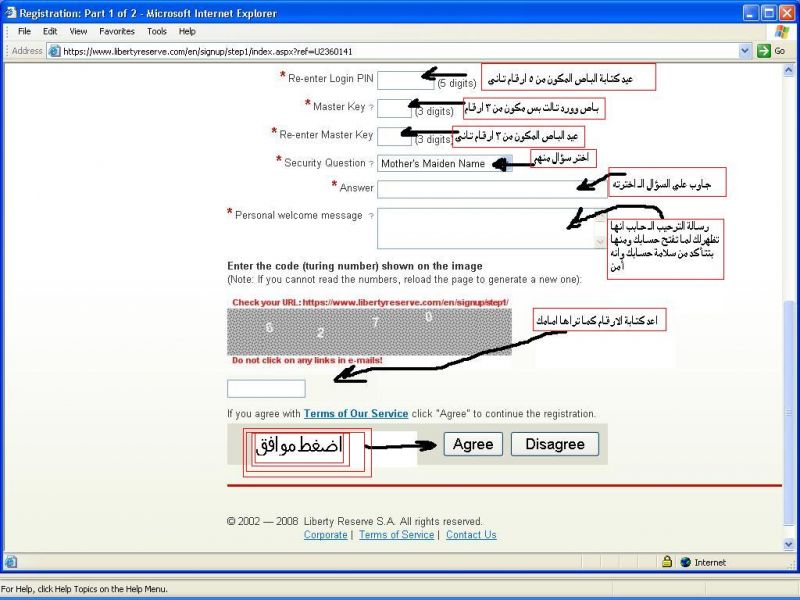 Registration: Part 1 of 2 - Microsoft Internet Explorer
File Edit View Favorites Tools Help
Address https://www.libertyreserve.com/en/signup/step1/index.aspx?ref=U2360141 Go
* Re-enter Login PIN (5 digits) عيد كتابة الباص المكون من ٥ ارقام تانى
* Master Key ? (3 digits) باص وورد تالت بس مكون من ٣ ارقام
* Re-enter Master Key (3 digits) عيد الباص المكون من ٣ ارقام تانى
* Security Question ? Mother's Maiden Name اختر سؤال منهم
* Answer جاوب علي السؤال الـ اخترته
* Personal welcome message ?
رسالة الترحيب الـ حابب انها
تظهرلك لما تفتح حسابك ومنها
بتتأكد من سلامة حسابك وانه
أمن
Enter the code (turing number) shown on the image
(Note: If you cannot read the numbers, reload the page to generate a new one):
Check your URL: https://www.libertyreserve.com/en/signup/step1/
6 2 7 0
اعد كتابة الارقام كما تراها امامك
Do not click on any links in e-mails!
If you agree with Terms of Our Service click "Agree" to continue the registration.
اضغط موافق Agree Disagree
© 2002 — 2008 Liberty Reserve S.A. All rights reserved.
Corporate | Terms of Service | Contact Us
Internet
For Help, click Help Topics on the Help Menu.